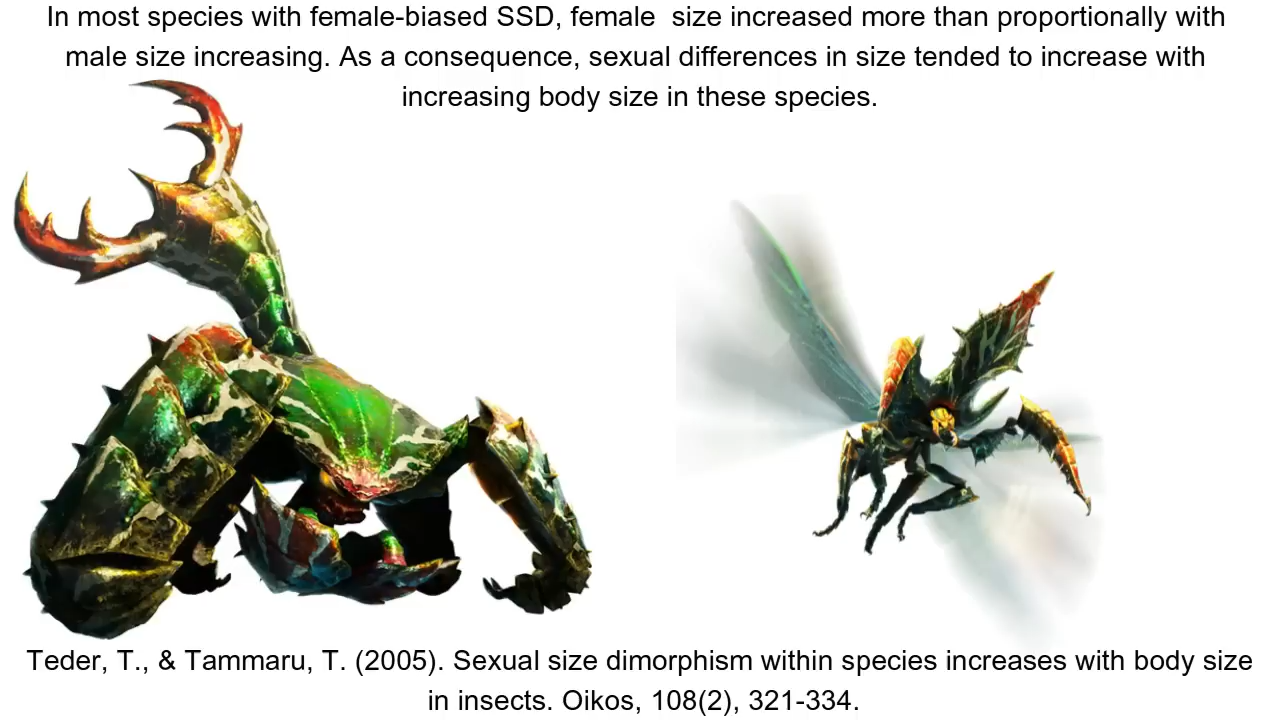 In most species with female-biased SSD, female  size increased more than proportionally with
male size increasing. As a consequence, sexual differences in size tended to increase with
increasing body size in these species.
Teder, T., & Tammaru, T. (2005). Sexual size dimorphism within species increases with body size
in insects. Oikos, 108(2), 321-334.